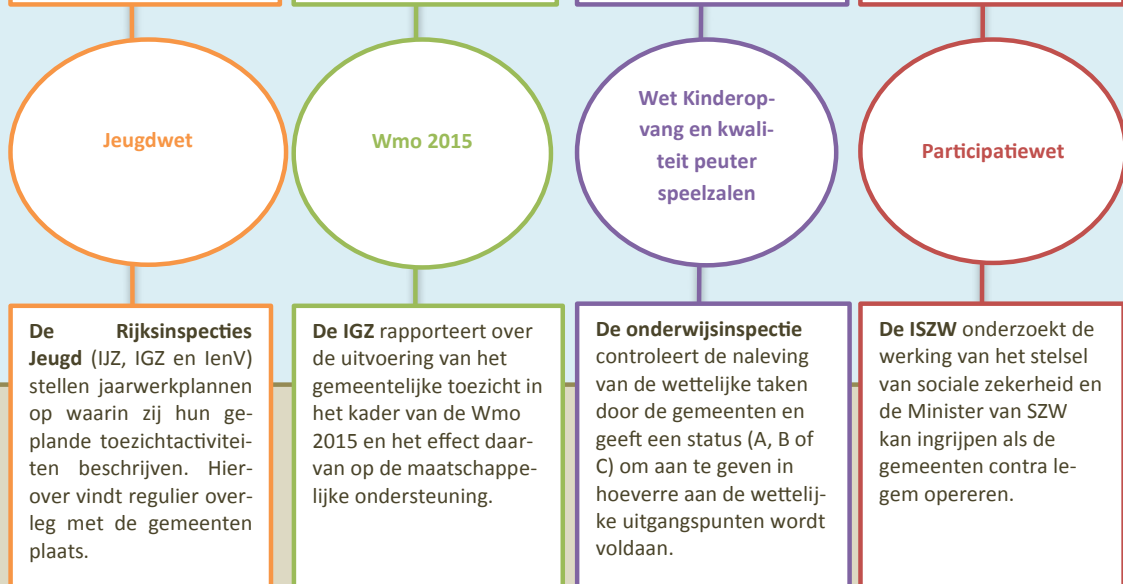 Jeugdwet
Wmo 2015
Wet Kinderop-
vang en kwali-
teit peuter
speelzalen
Participatiewet
De Rijksinspecties
Jeugd (IJZ, IGZ en IenV)
stellen jaarwerkplannen
op waarin zij hun ge-
plande toezichtactivitei-
ten beschrijven. Hier-
over vindt regulier over-
leg met de gemeenten
plaats.
De IGZ rapporteert over
de uitvoering van het
gemeentelijke toezicht in
het kader van de Wmo
2015 en het effect daar-
van op de maatschappe-
lijke ondersteuning.
De onderwijsinspectie
controleert de naleving
van de wettelijke taken
door de gemeenten en
geeft een status (A, B of
C) om aan te geven in
hoeverre aan de wettelij-
ke uitgangspunten wordt
voldaan.
De ISZW onderzoekt de
werking van het stelsel
van sociale zekerheid en
de Minister van SZW
kan ingrijpen als de
gemeenten contra le-
gem opereren.